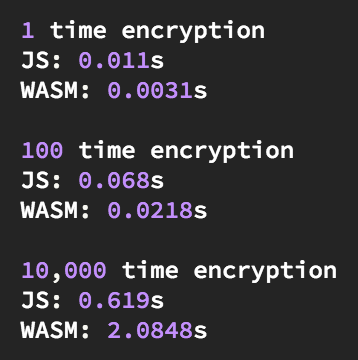 1 time encryption
JS: 0.011s
WASM: 0.0031s
100 time encryption
JS: 0.068s
WASM: 0.0218s
10,000 time encryption
JS: 0.619s
WASM: 2.0848s